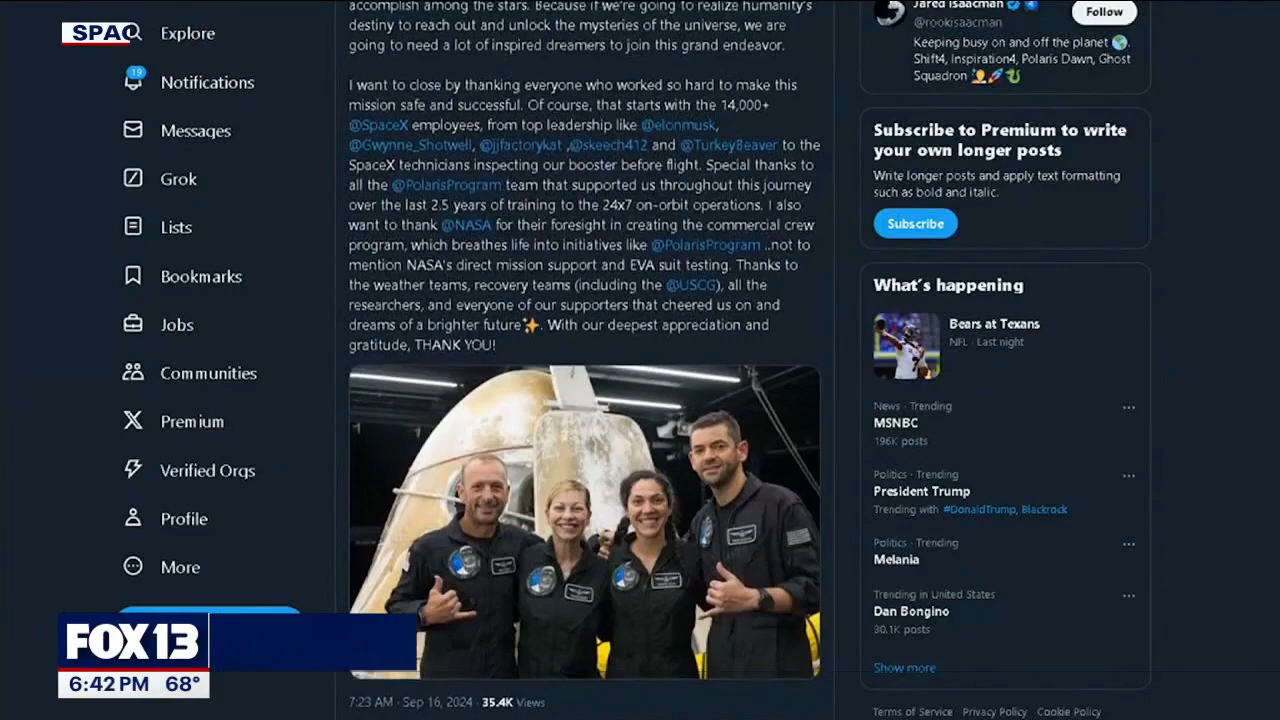 SPAC
Explore
Notifications
19
Messages
Grok
Lists
Bookmarks
Jobs
Communities
Premium
Verified Orgs
Profile
More
accomplish among the stars. Because if we're going to realize humanity's
destiny to reach out and unlock the mysteries of the universe, we are
going to need a lot of inspired dreamers to join this grand endeavor.
I want to close by thanking everyone who worked so hard to make this
mission safe and successful. Of course, that starts with the 14,000+
@SpaceX employees, from top leadership like @elonmusk,
@Gwynne_Shotwell, @jjfactorykat ,@skeech412 and @TurkeyBeaver to the
SpaceX technicians inspecting our booster before flight. Special thanks to
all the @PolarisProgram team that supported us throughout this journey
over the last 2.5 years of training to the 24x7 on-orbit operations. I also
want to thank @NASA for their foresight in creating the commercial crew
program, which breathes life into initiatives like @PolarisProgram ..not to
mention NASA's direct mission support and EVA suit testing. Thanks to
the weather teams, recovery teams (including the @USCG), all the
researchers, and everyone of our supporters that cheered us on and
dreams of a brighter future✨. With our deepest appreciation and
gratitude, THANK YOU!
7:23 AM · Sep 16, 2024 · 35.4K Views
Jared Isaacman
@rookisaacman
Follow
Keeping busy on and off the planet 🌎.
Shift4, Inspiration4, Polaris Dawn, Ghost
Squadron
Subscribe to Premium to write
your own longer posts
Write longer posts and apply text formatting
such as bold and italic.
Subscribe
What's happening
Bears at Texans
NFL · Last night
News · Trending
MSNBC
196K posts
Politics · Trending
President Trump
Trending with #DonaldTrump, Blackrock
Politics · Trending
Melania
Trending in United States
Dan Bongino
30.1K posts
Show more
Terms of Service Privacy Policy Cookie Policy
FOX 13
6:42 PM 68°